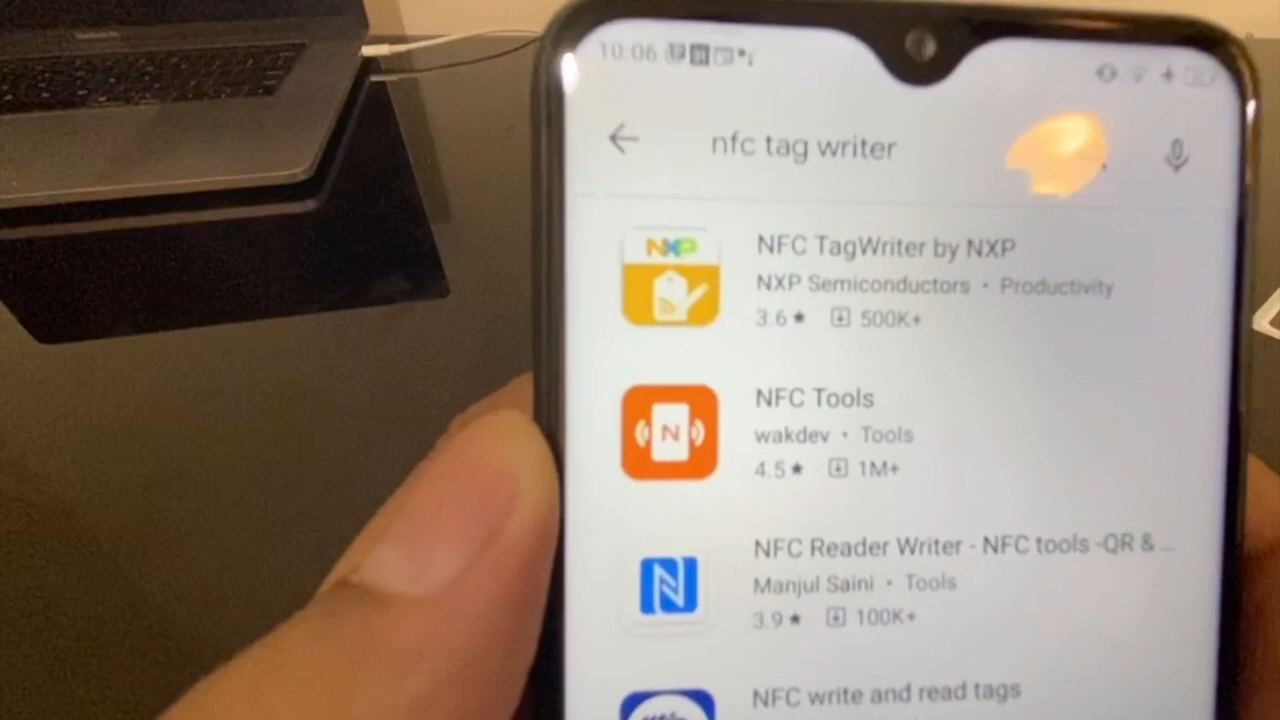 10:06
nfc tag writer
NXP
NFC TagWriter by NXP
NXP Semiconductors • Productivity
3.6★ 500K+
N
NFC Tools
wakdev • Tools
4.5★ 1M+
NFC Reader Writer - NFC tools -QR & ...
Manjul Saini • Tools
3.9★ 100K+
NFC write and read tags